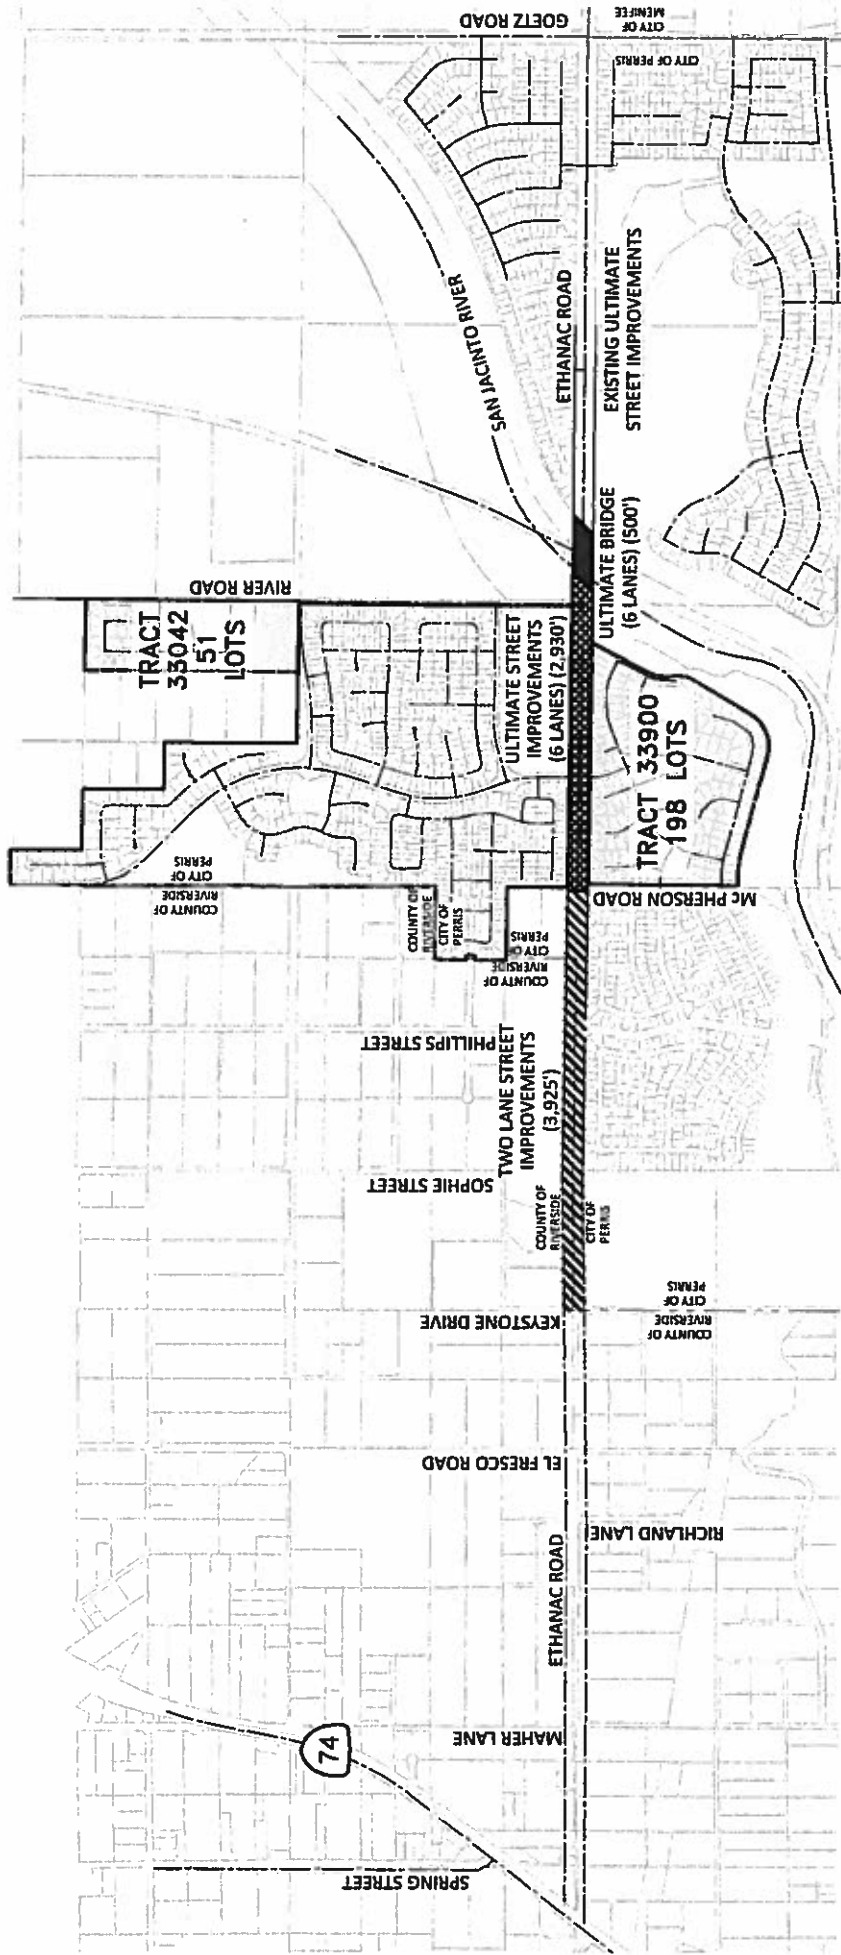 GOETZ ROAD
CITY OF
MENIFEE
CITY OF PERRIS
SAN JACINTO RIVER
ETHANAC ROAD
EXISTING ULTIMATE
STREET IMPROVEMENTS
ULTIMATE BRIDGE
(6 LANES) (500')
RIVER ROAD
TRACT
33042
51
LOTS
ULTIMATE STREET
IMPROVEMENTS
(6 LANES) (2,930')
TRACT 33900
198 LOTS
CITY OF
PERRIS
COUNTY OF
RIVERSIDE
Mc PHERSON ROAD
COUNTY OF
RIVERSIDE
CITY OF
PERRIS
CITY OF
PERRIS
COUNTY OF
RIVERSIDE
PHILLIPS STREET
TWO LANE STREET
IMPROVEMENTS
(3,925')
SOPHIE STREET
COUNTY OF
RIVERSIDE
CITY OF
PERRIS
KEYSTONE DRIVE
CITY OF
PERRIS
COUNTY OF
RIVERSIDE
EL FRESCO ROAD
RICHLAND LANE
ETHANAC ROAD
MAHER LANE
74
SPRING STREET